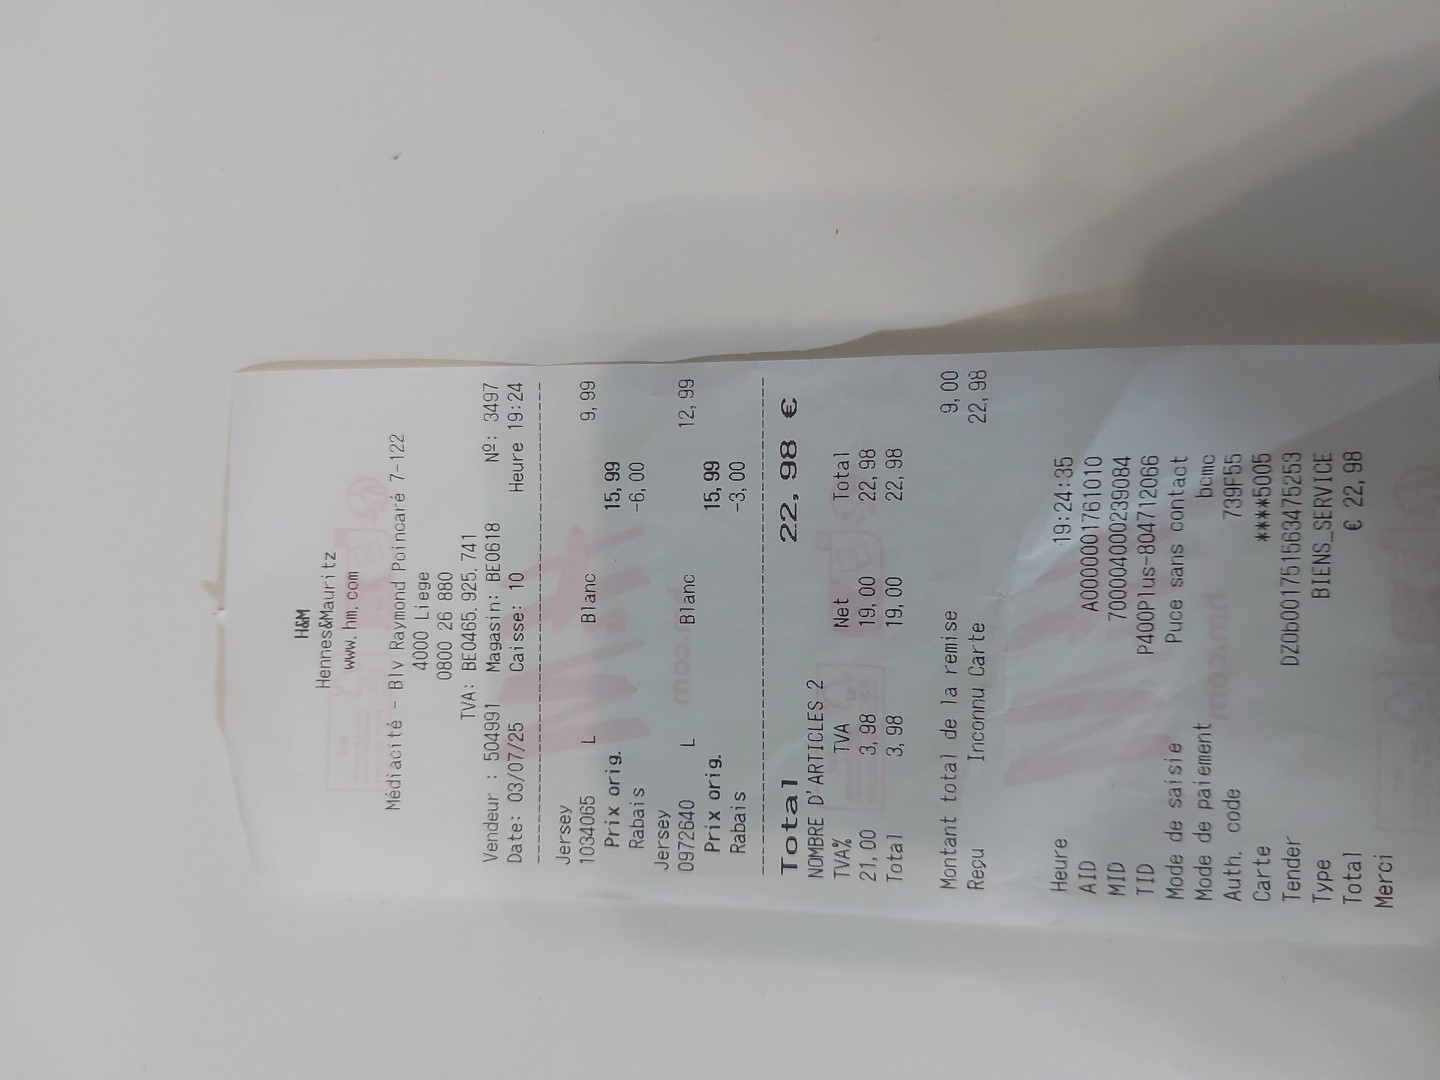 H&M
Hennes&Mauritz
www.hm.com
Médiacité - Blv Raymond Poincaré 7-122
4000 Liege
0800 26 880
TVA: BE0465.925.741
Vendeur : 504991 Magasin: BE0618 Nº: 3497
Date: 03/07/25 Caisse: 10 Heure 19:24
Jersey
1034065 L Blanc 9,99
Prix orig. 15,99
Rabais -6,00
Jersey
0972640 L Blanc 12,99
Prix orig. 15,99
Rabais -3,00
Total 22,98 €
NOMBRE D'ARTICLES 2
TVA% TVA Net Total
21,00 3,98 19,00 22,98
Total 3,98 19,00 22,98
Montant total de la remise 9,00
Reçu Inconnu Carte 22,98
Heure 19:24:35
AID A0000001761010
MID 7000040000239084
TID P400Plus-804712066
Mode de saisie Puce sans contact
Mode de paiement bcmc
Auth. code 739F55
Carte ****5005
Tender DZ0b001751563475253
Type BIENS_SERVICE
Total € 22,98
Merci